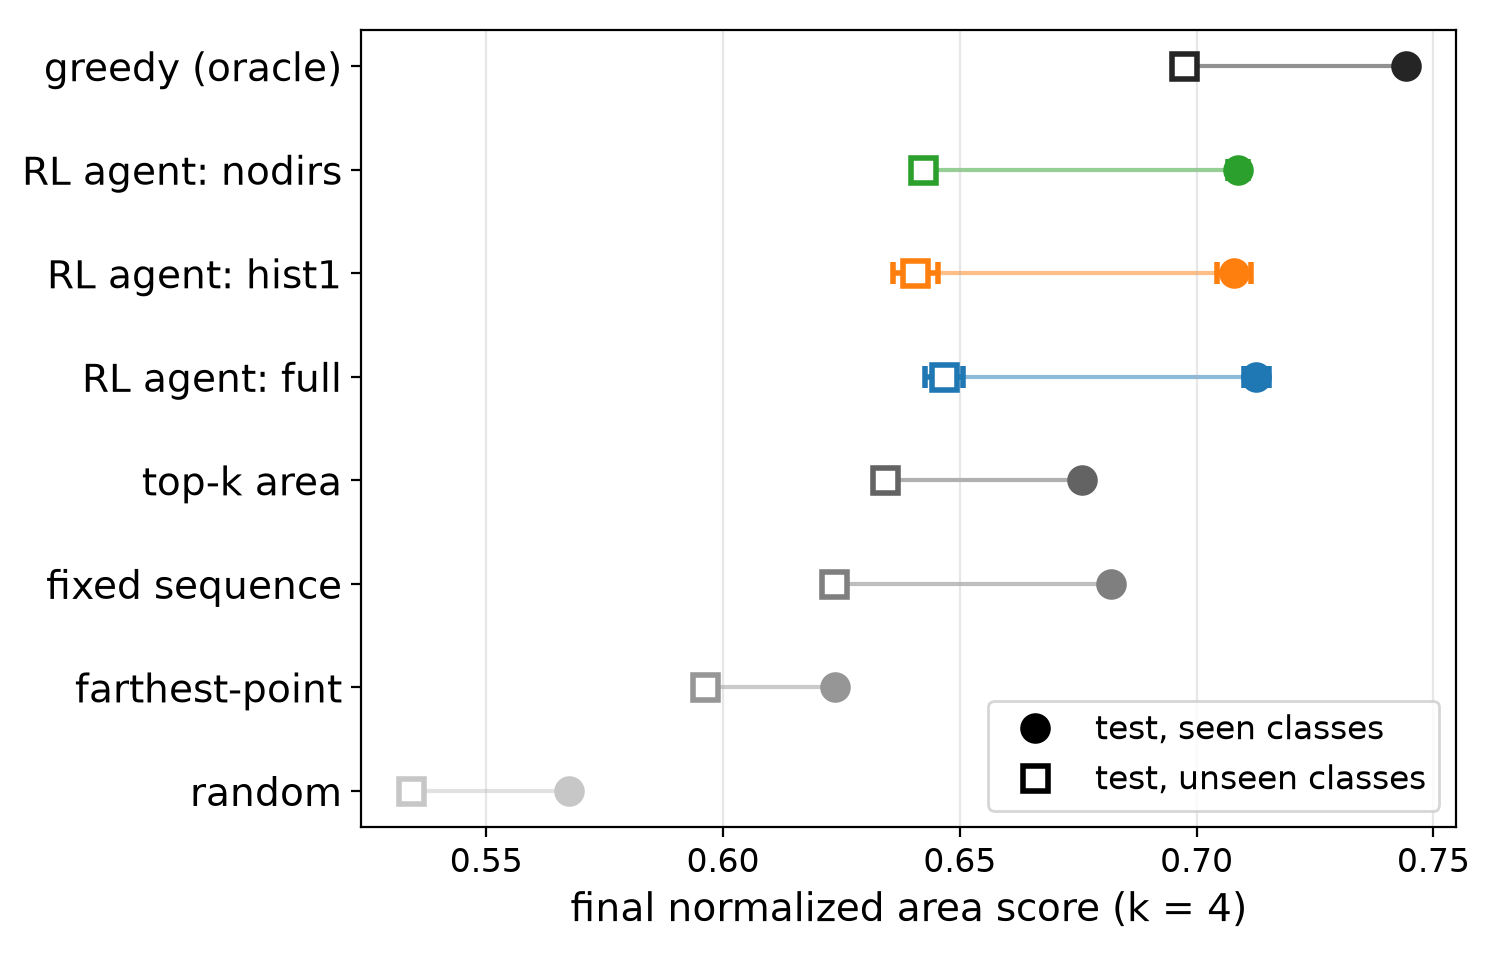 greedy (oracle)
RL agent: nodirs
RL agent: hist1
RL agent: full
top-k area
fixed sequence
farthest-point
random
test, seen classes
test, unseen classes
0.55 0.60 0.65 0.70 0.75
final normalized area score (k = 4)